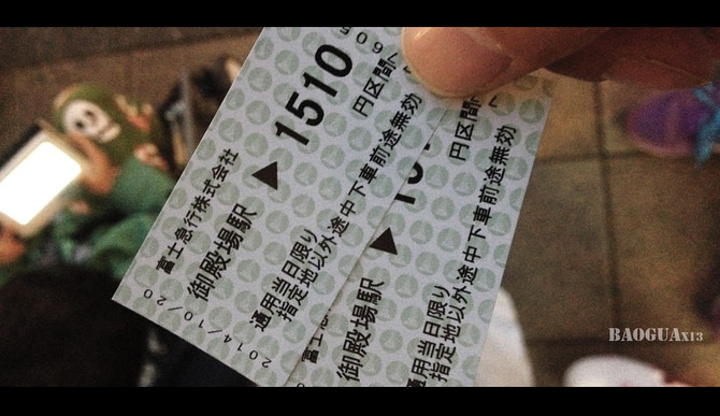 富士急行株式会社
御殿場駅
▶1510
円区間
通用当日限り
指定地以外途中下車前途無効
2014/10/20
御殿場駅
▶
円区間
通用当日限り
指定地以外途中下車前途無効
BAOGUAX13